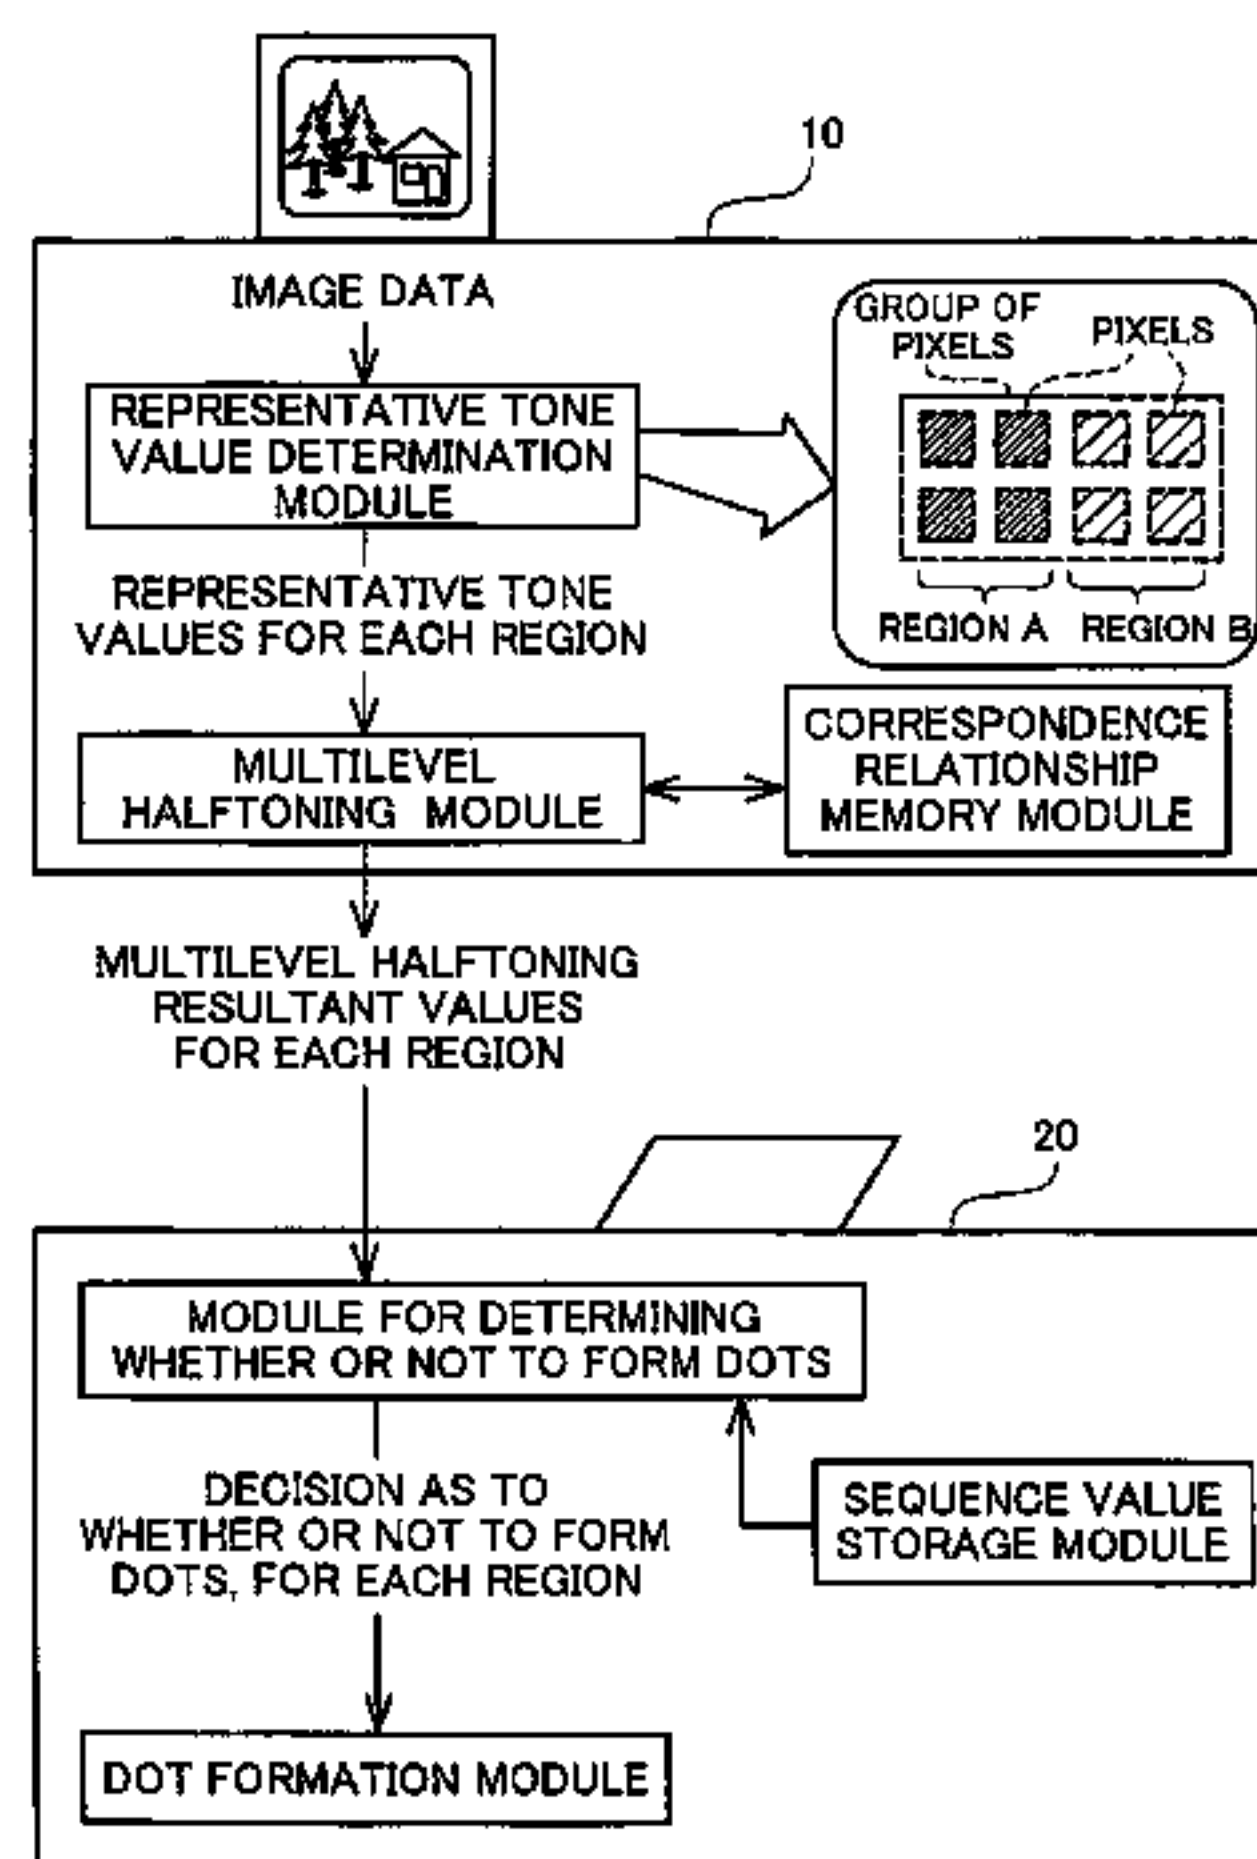 10
IMAGE DATA
GROUP OF
PIXELS
PIXELS
REPRESENTATIVE TONE
VALUE DETERMINATION
MODULE
REGION A
REGION B
REPRESENTATIVE TONE
VALUES FOR EACH REGION
MULTILEVEL
HALFTONING MODULE
CORRESPONDENCE
RELATIONSHIP
MEMORY MODULE
MULTILEVEL HALFTONING
RESULTANT VALUES
FOR EACH REGION
20
MODULE FOR DETERMINING
WHETHER OR NOT TO FORM DOTS
DECISION AS TO
WHETHER OR NOT TO FORM
DOTS, FOR EACH REGION
SEQUENCE VALUE
STORAGE MODULE
DOT FORMATION MODULE